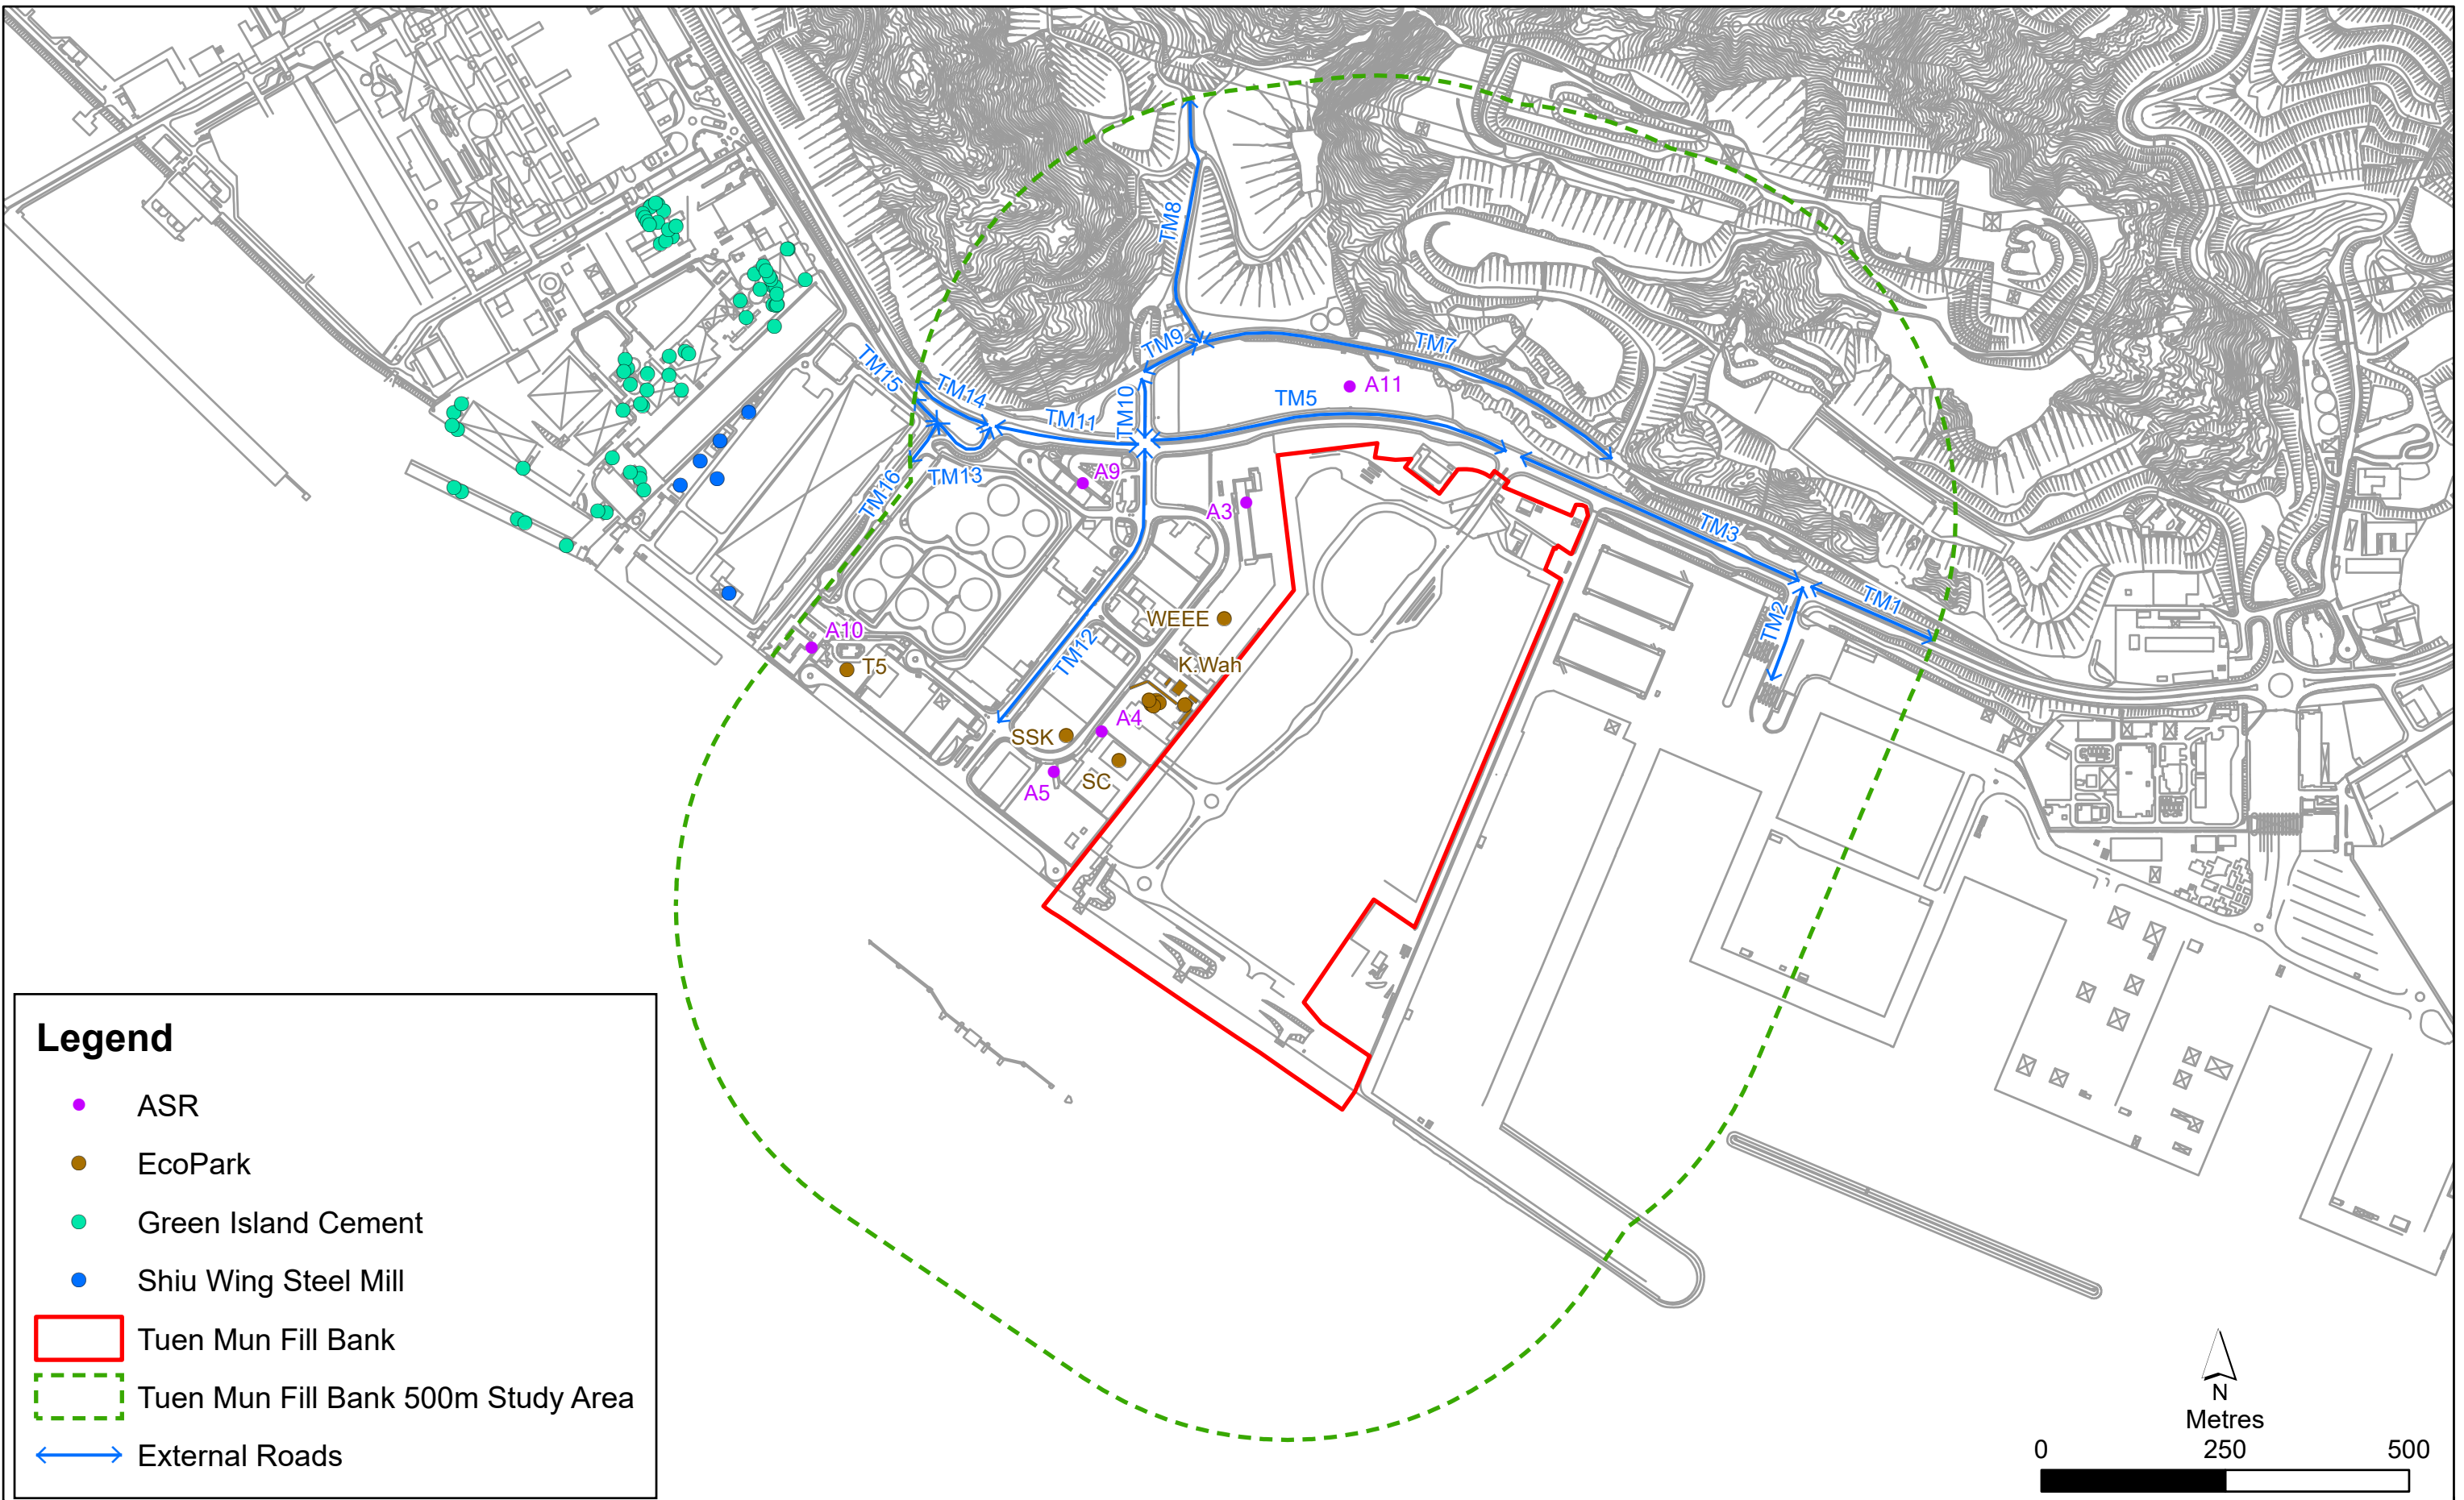 TM8
TM9
TM7
TM15
TM14
TM10
TM5
A11
TM11
A9
TM13
TM16
A3
TM3
TM1
TM2
WEEE
A10
T5
TM12
K.Wah
A4
SSK
SC
A5
Legend
ASR
EcoPark
Green Island Cement
Shiu Wing Steel Mill
Tuen Mun Fill Bank
Tuen Mun Fill Bank 500m Study Area
External Roads
N
Metres
0 250 500